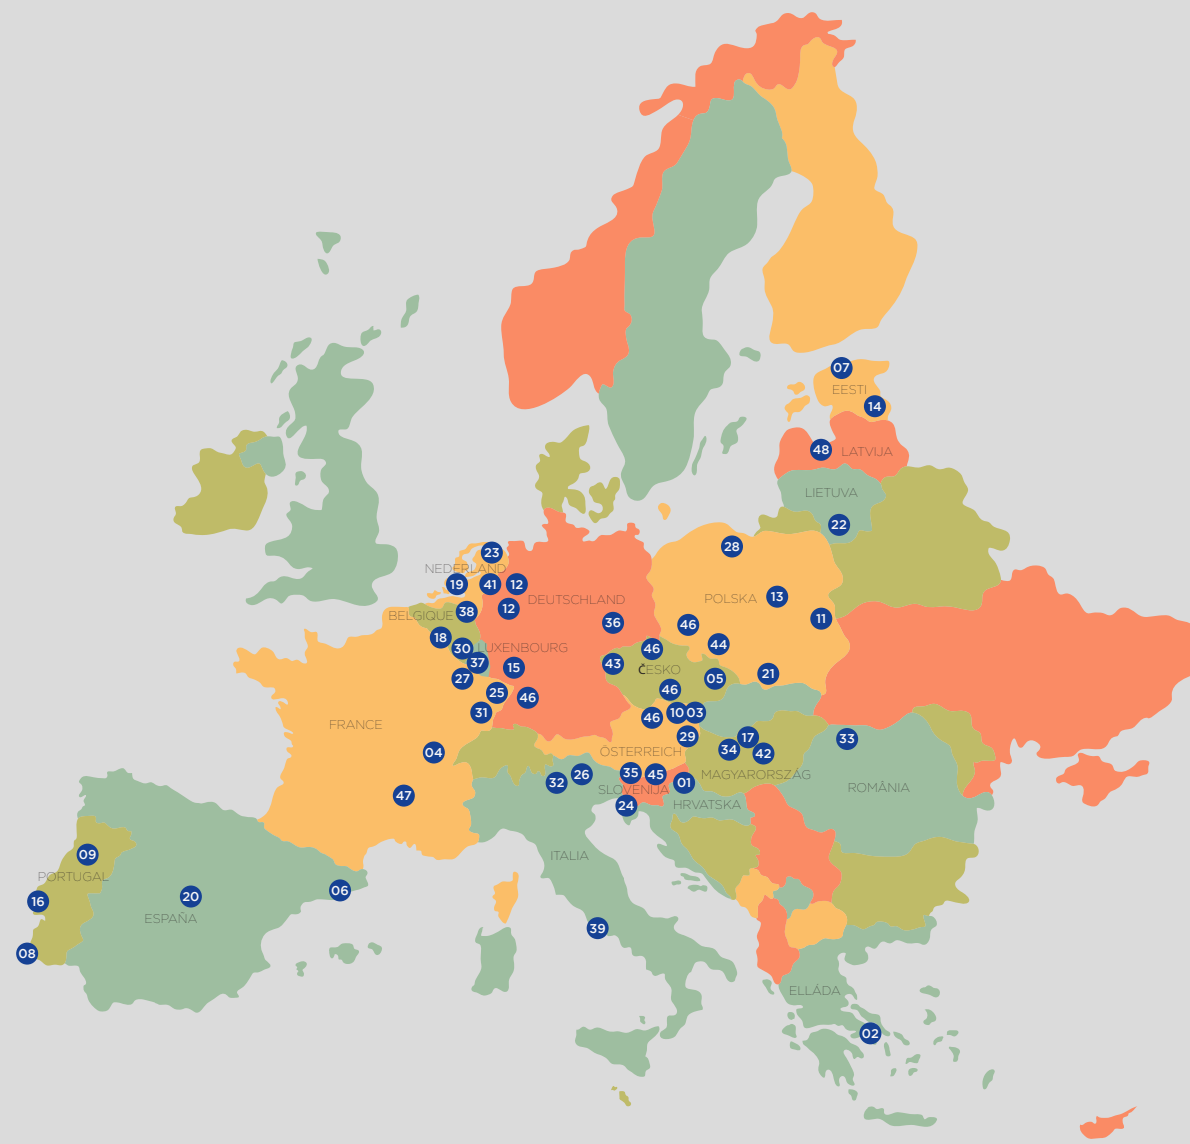 07
EESTI
14
48
LATVIJA
LIETUVA
22
28
23
NEDERLAND
19
41
12
DEUTSCHLAND
POLSKA
13
BELGIQUE
38
12
11
36
46
18
30
LUXENBOURG
46
44
37
15
43
ČESKO
27
21
05
25
46
46
31
46
10
03
FRANCE
29
17
33
04
ÖSTERREICH
34
42
26
35
45
MAGYARORSZÁG
32
01
SLOVENIJA
ROMÂNIA
47
24
HRVATSKA
09
ITALIA
PORTUGAL
06
20
16
ESPAÑA
39
08
ELLÁDA
02